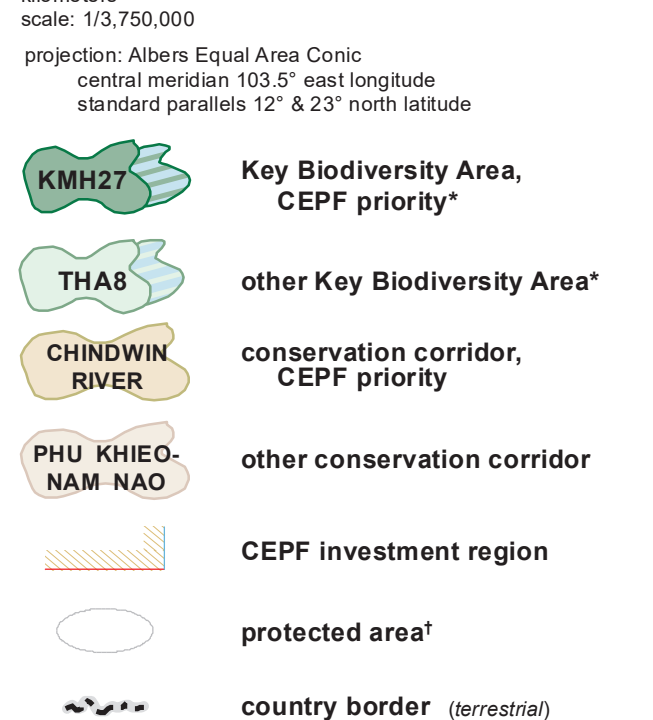 kilometers
scale: 1/3,750,000
projection: Albers Equal Area Conic
central meridian 103.5° east longitude
standard parallels 12° & 23° north latitude
KMH27
Key Biodiversity Area,
CEPF priority*
THA8
other Key Biodiversity Area*
CHINDWIN
RIVER
conservation corridor,
CEPF priority
PHU KHIEO-
NAM NAO
other conservation corridor
CEPF investment region
protected area†
country border (terrestrial)